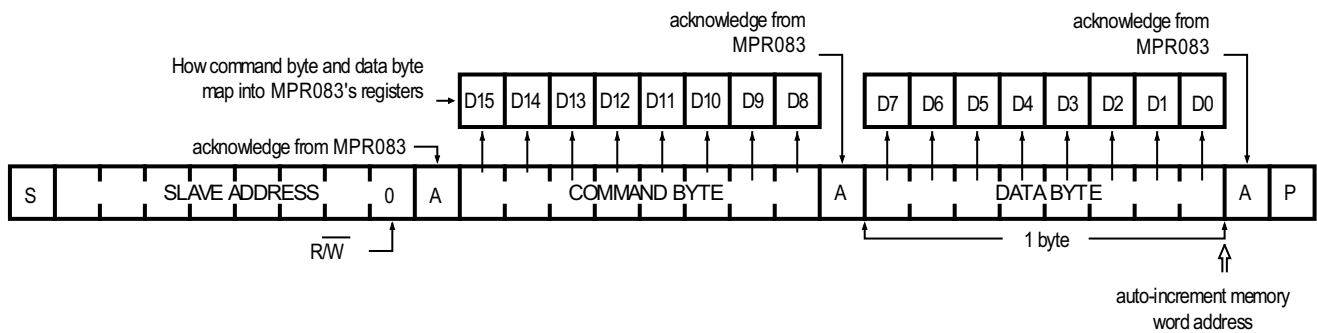 acknowledge from
MPR083
acknowledge from
MPR083
How command byte and data byte
map into MPR083's registers
D15 D14 D13 D12 D11 D10 D9 D8
D7 D6 D5 D4 D3 D2 D1 D0
acknowledge from MPR083
S SLAVE ADDRESS 0 A COMMAND BYTE A DATA BYTE A P
R/W
1 byte
auto-increment memory
word address